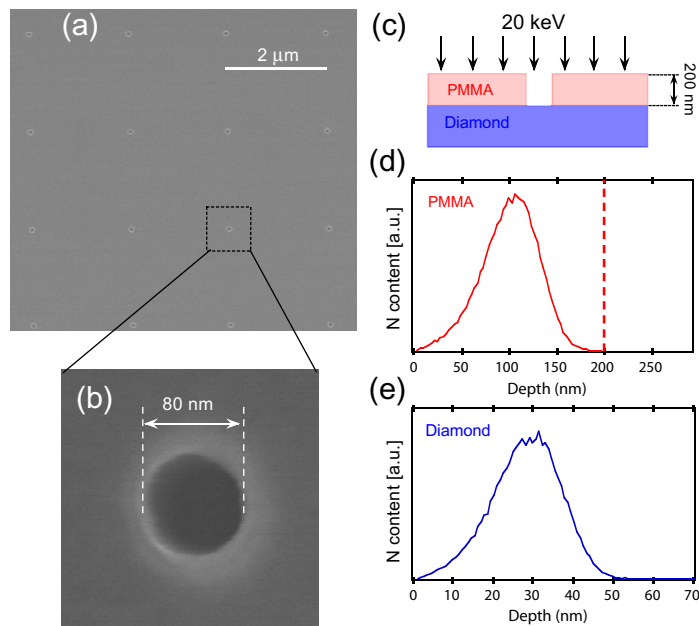 (a)
2 μm
(b)
80 nm
(c)
20 keV
PMMA
Diamond
200 nm
(d)
PMMA
N content [a.u.]
0 50 100 150 200 250
Depth (nm)
(e)
Diamond
N content [a.u.]
0 10 20 30 40 50 60 70
Depth (nm)